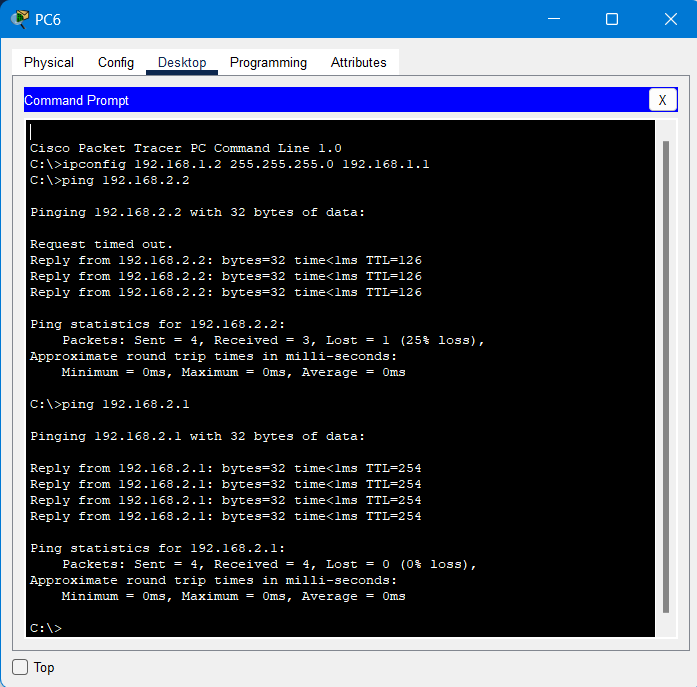 PC6
Physical Config Desktop Programming Attributes
Command Prompt X
Cisco Packet Tracer PC Command Line 1.0
C:\>ipconfig 192.168.1.2 255.255.255.0 192.168.1.1
C:\>ping 192.168.2.2
Pinging 192.168.2.2 with 32 bytes of data:
Request timed out.
Reply from 192.168.2.2: bytes=32 time<1ms TTL=126
Reply from 192.168.2.2: bytes=32 time<1ms TTL=126
Reply from 192.168.2.2: bytes=32 time<1ms TTL=126
Ping statistics for 192.168.2.2:
    Packets: Sent = 4, Received = 3, Lost = 1 (25% loss),
Approximate round trip times in milli-seconds:
    Minimum = 0ms, Maximum = 0ms, Average = 0ms
C:\>ping 192.168.2.1
Pinging 192.168.2.1 with 32 bytes of data:
Reply from 192.168.2.1: bytes=32 time<1ms TTL=254
Reply from 192.168.2.1: bytes=32 time<1ms TTL=254
Reply from 192.168.2.1: bytes=32 time<1ms TTL=254
Reply from 192.168.2.1: bytes=32 time<1ms TTL=254
Ping statistics for 192.168.2.1:
    Packets: Sent = 4, Received = 4, Lost = 0 (0% loss),
Approximate round trip times in milli-seconds:
    Minimum = 0ms, Maximum = 0ms, Average = 0ms
C:\>
Top